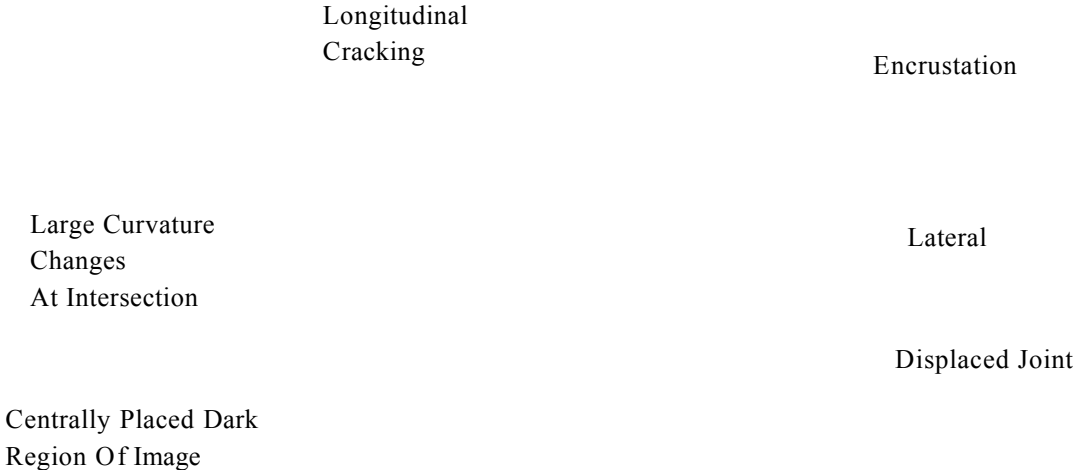 Longitudinal
Cracking
Encrustation
Large Curvature
Changes
At Intersection
Lateral
Displaced Joint
Centrally Placed Dark
Region Of Image